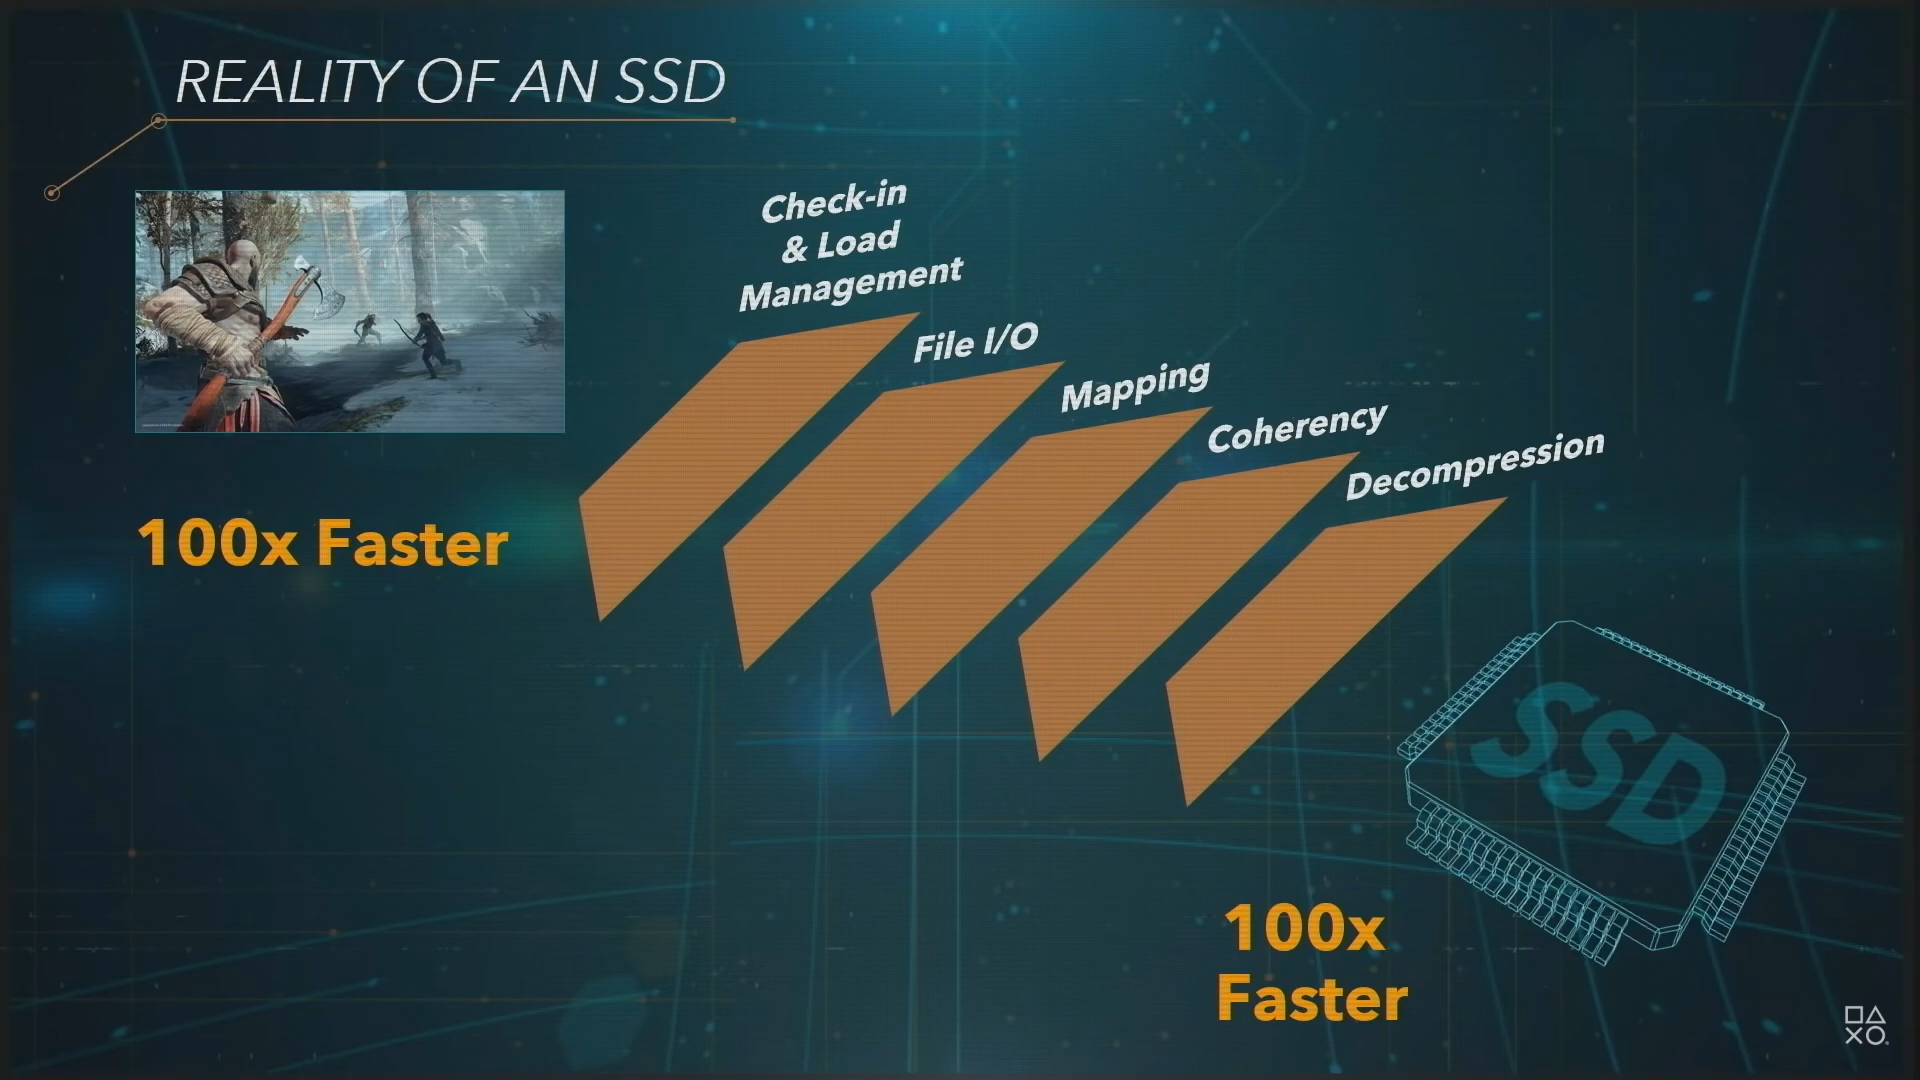 REALITY OF AN SSD
Check-in
& Load
Management
File I/O
Mapping
Coherency
Decompression
100x Faster
SSD
100x
Faster